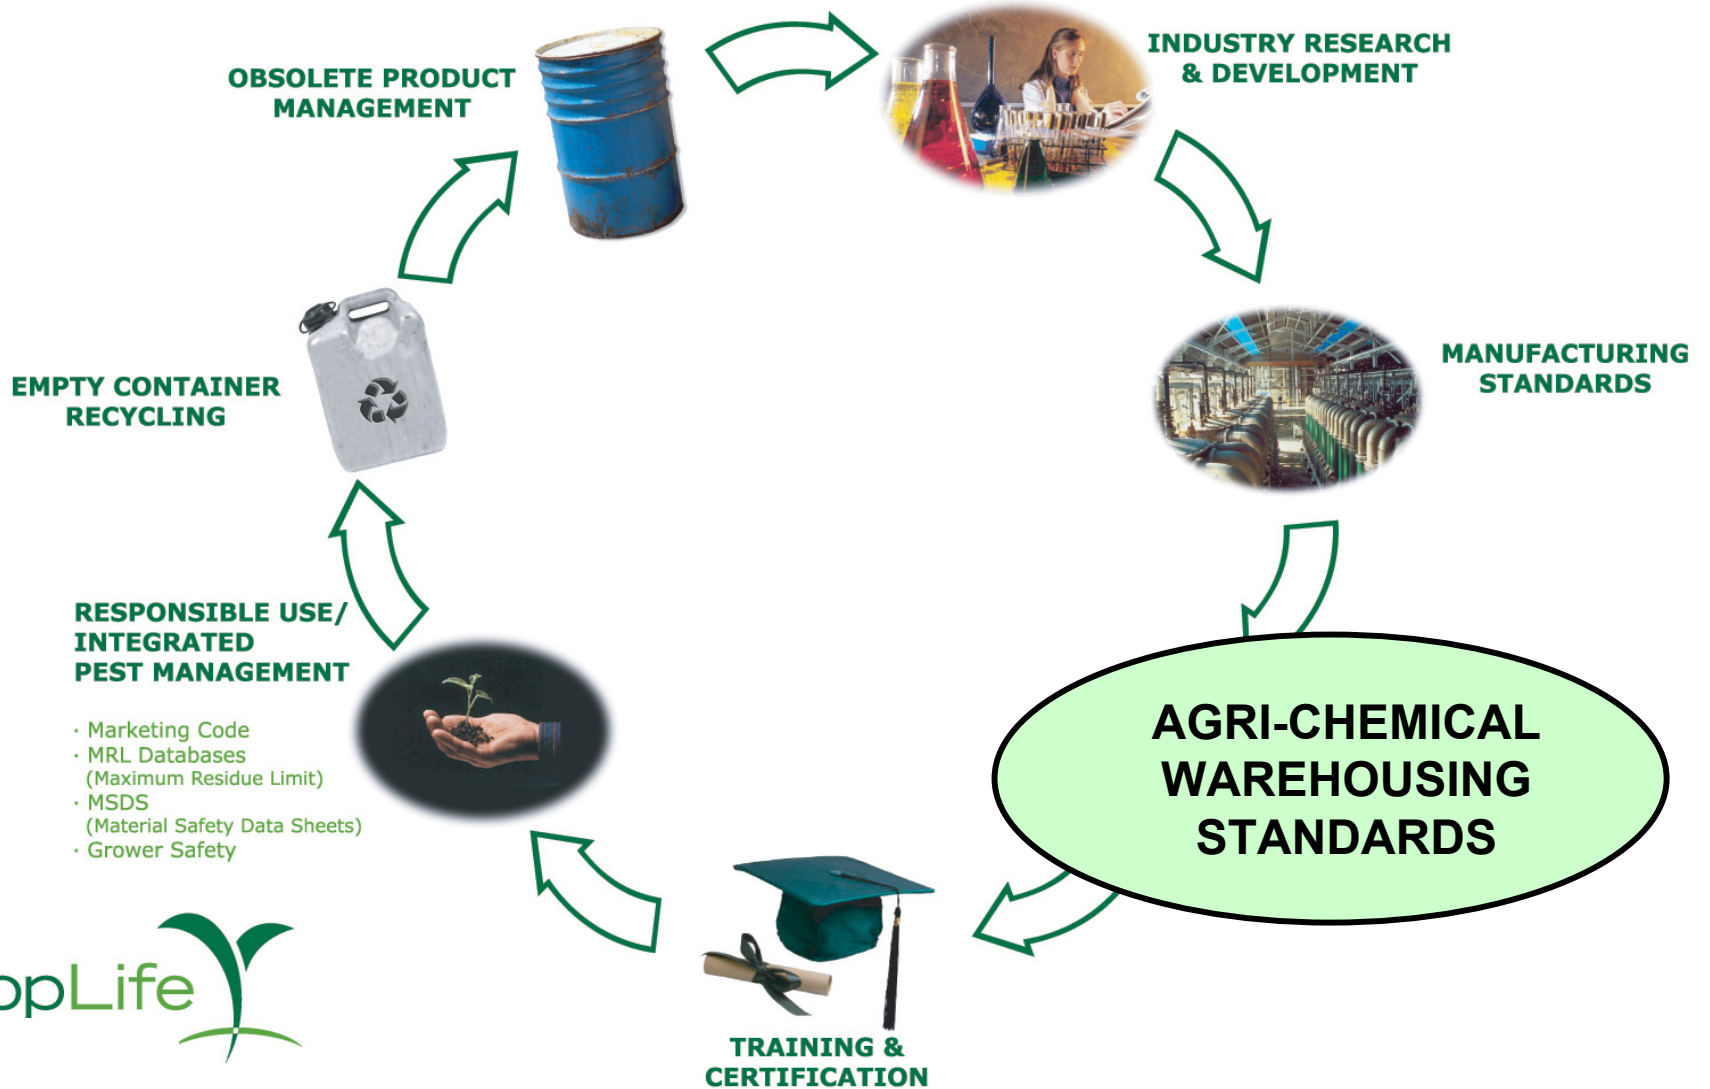 OBSOLETE PRODUCT
MANAGEMENT
INDUSTRY RESEARCH
& DEVELOPMENT
MANUFACTURING
STANDARDS
AGRI-CHEMICAL
WAREHOUSING
STANDARDS
TRAINING &
CERTIFICATION
RESPONSIBLE USE/
INTEGRATED
PEST MANAGEMENT
· Marketing Code
· MRL Databases
(Maximum Residue Limit)
· MSDS
(Material Safety Data Sheets)
· Grower Safety
EMPTY CONTAINER
RECYCLING
opLife